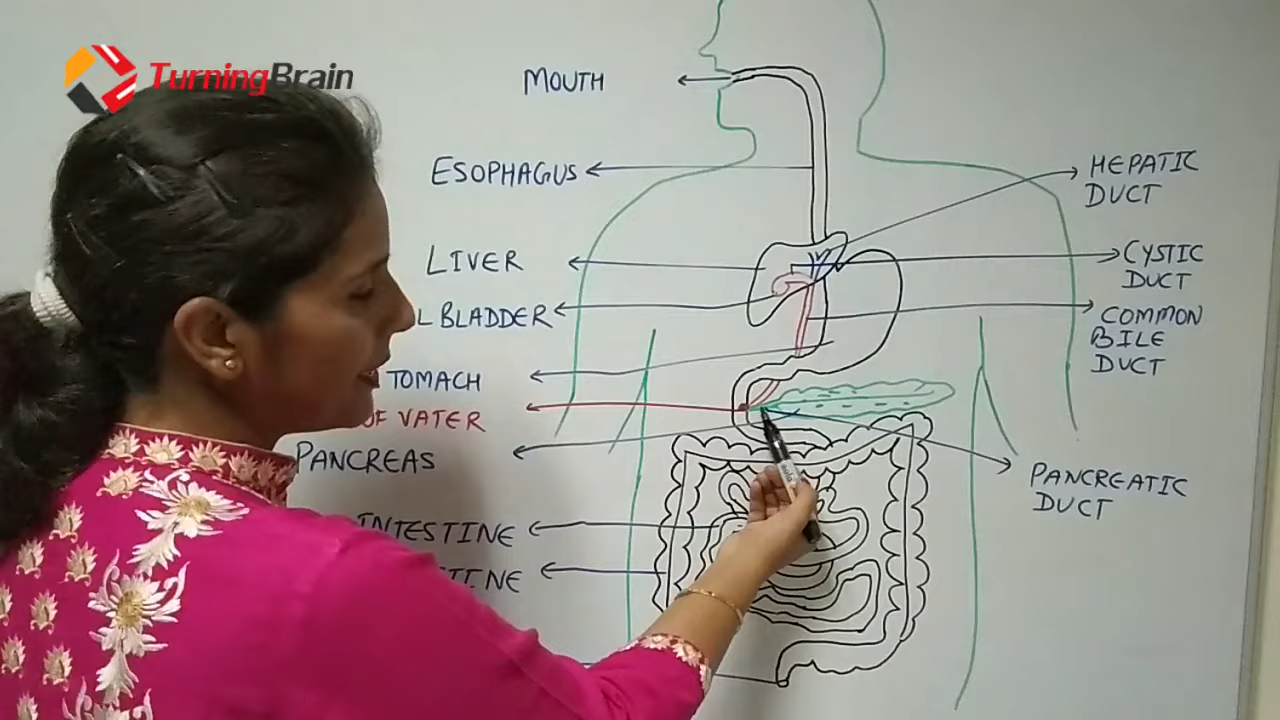 TurningBrain
MOUTH
ESOPHAGUS
HEPATIC
DUCT
LIVER
CYSTIC
DUCT
L BLADDER
COMMON
BILE
DUCT
TOMACH
OF VATER
PANCREAS
PANCREATIC
DUCT
INTESTINE
STINE